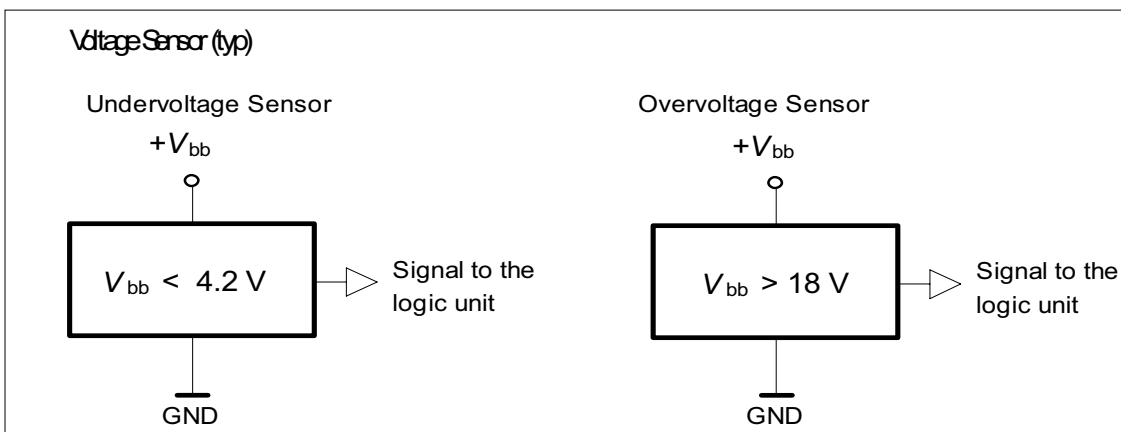 Voltage Sensor (typ)
Undervoltage Sensor
+Vbb
Vbb < 4.2 V
Signal to the
logic unit
GND
Overvoltage Sensor
+Vbb
Vbb > 18 V
Signal to the
logic unit
GND